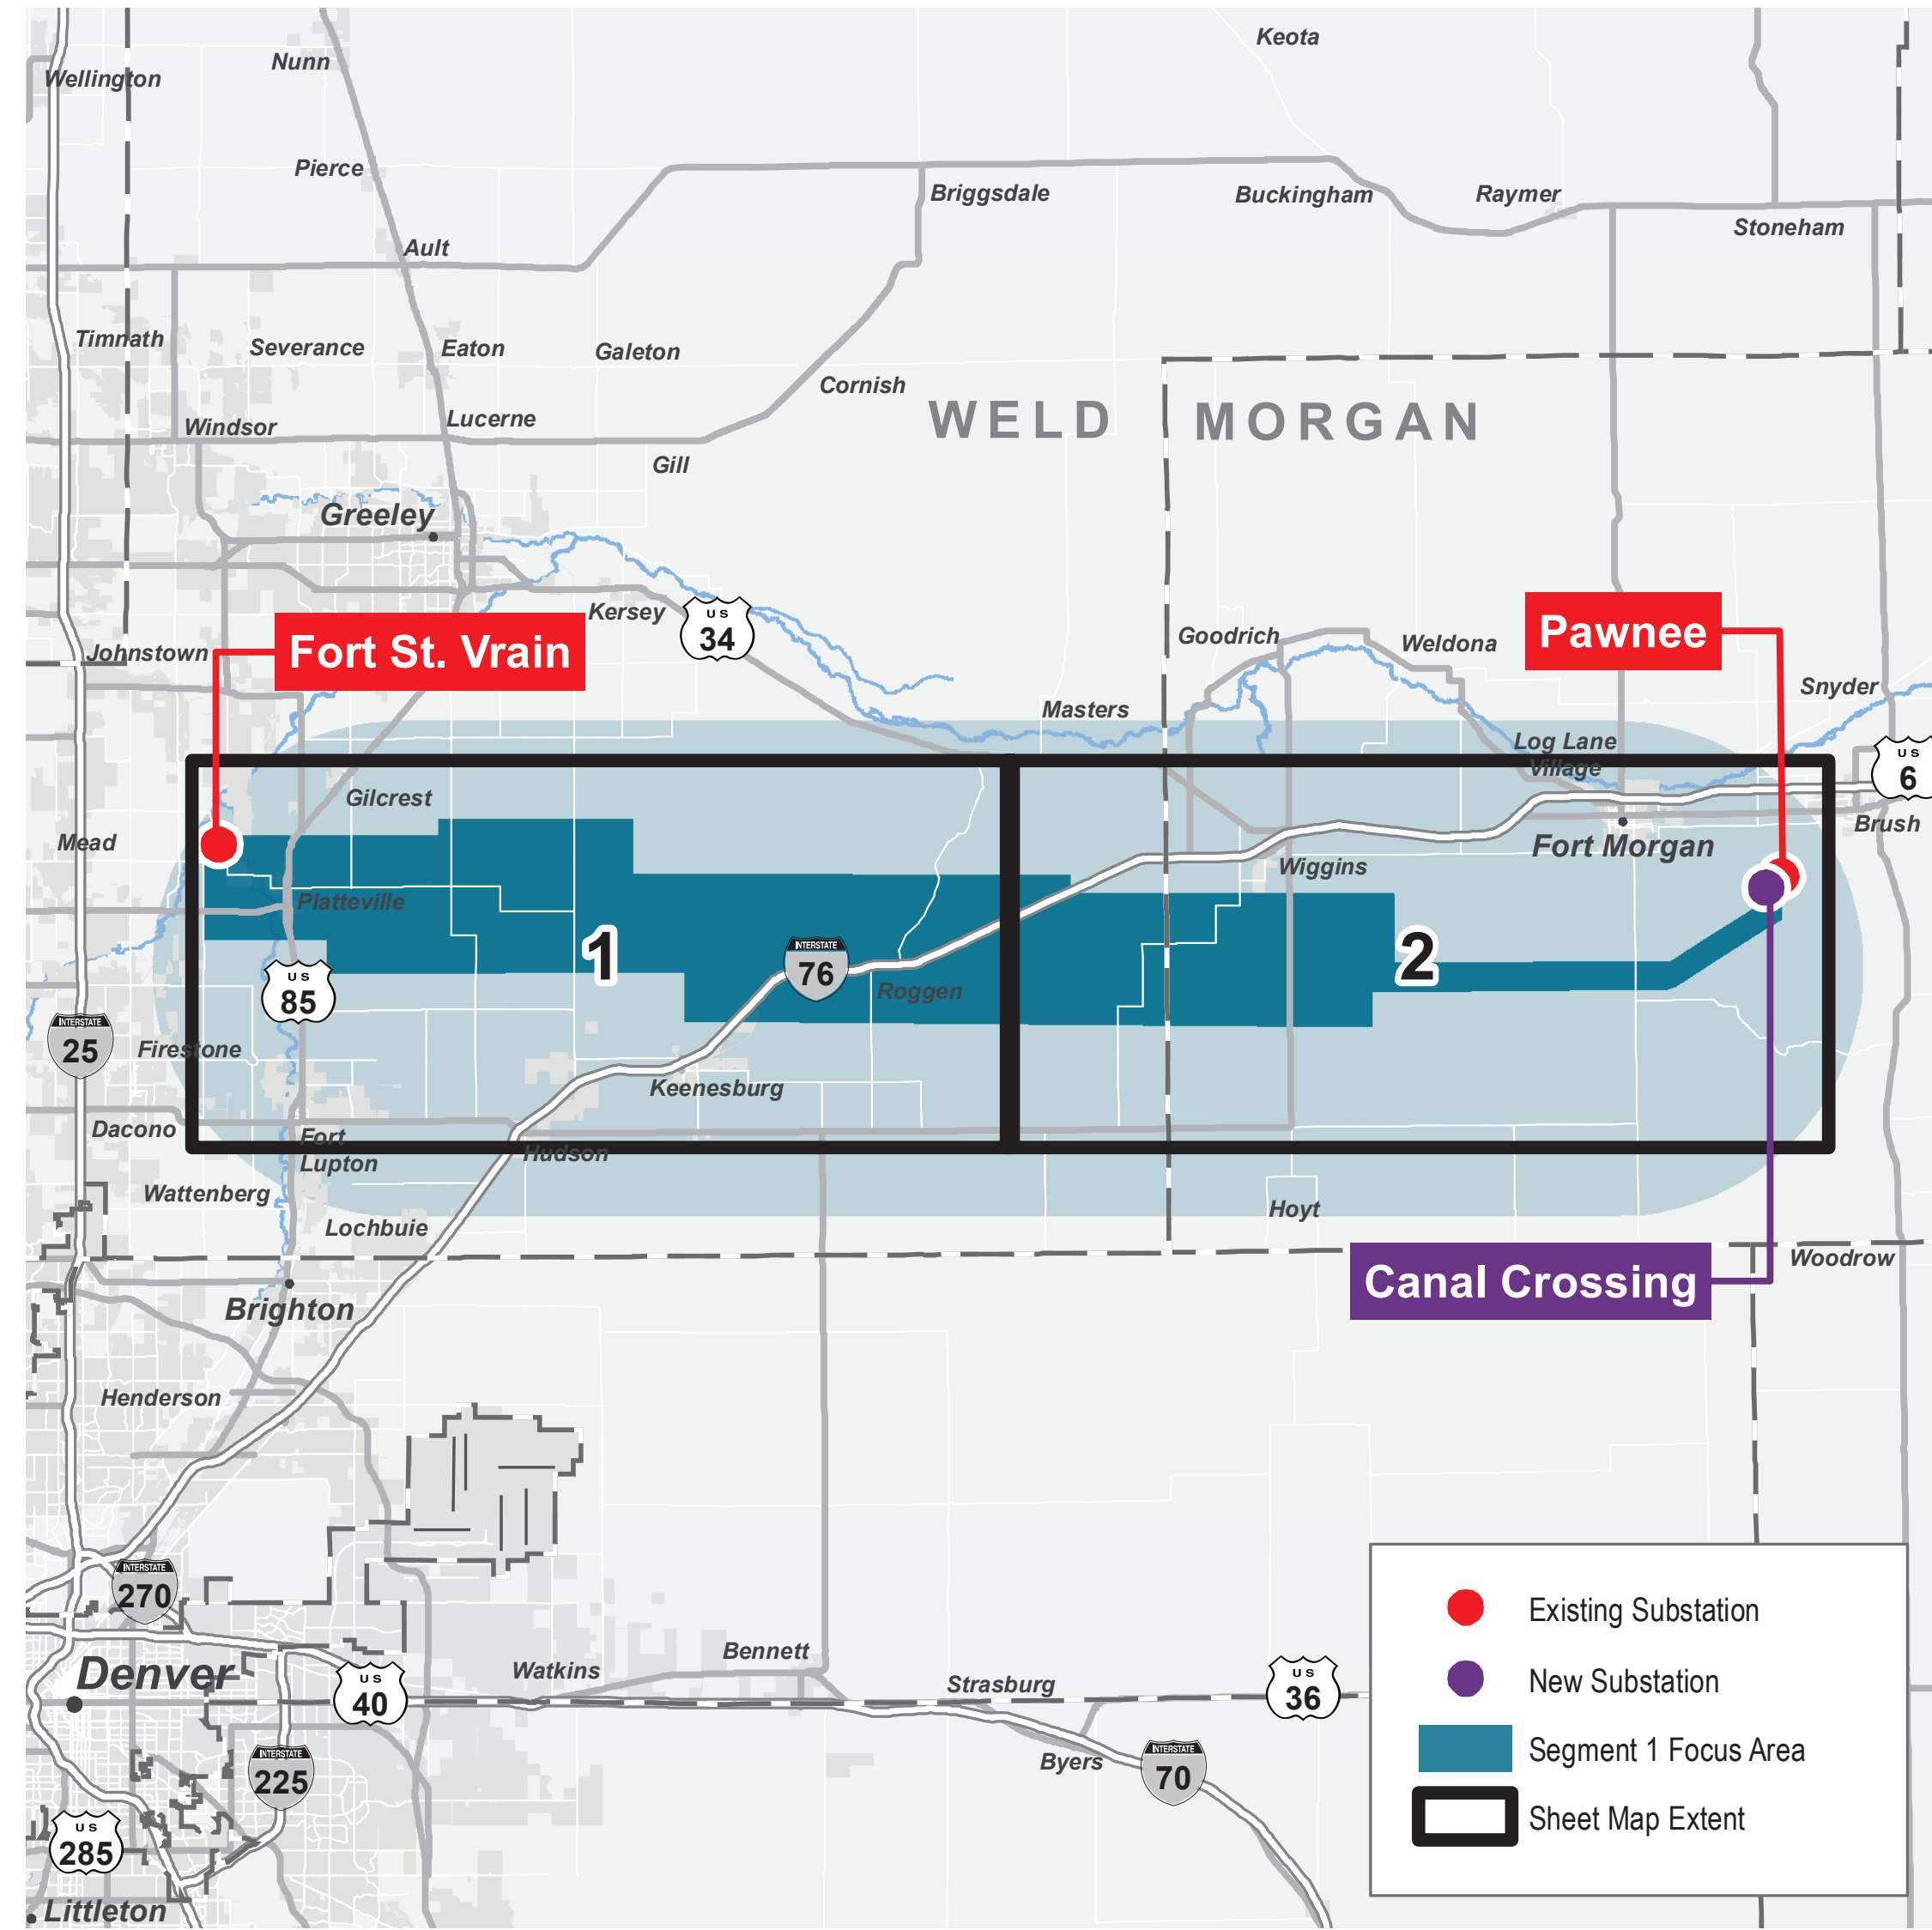 Keota
Nunn
Wellington
Pierce
Briggsdale
Buckingham
Raymer
Stoneham
Ault
Timnath
Severance
Eaton
Galeton
Cornish
WELD
MORGAN
Windsor
Lucerne
Gill
Greeley
Kersey
US
34
Goodrich
Weldona
Pawnee
Fort St. Vrain
Johnstown
Snyder
Masters
Log Lane
Village
US
6
Gilcrest
Mead
Fort Morgan
Brush
Wiggins
Platteville
1
2
INTERSTATE
76
US
85
Roggen
INTERSTATE
25
Firestone
Keenesburg
Dacono
Fort
Lupton
Hudson
Wattenberg
Lochbuie
Hoyt
Woodrow
Canal Crossing
Brighton
Henderson
INTERSTATE
270
Denver
US
40
Watkins
Bennett
Strasburg
US
36
Byers
INTERSTATE
70
INTERSTATE
225
US
285
Littleton
Existing Substation
New Substation
Segment 1 Focus Area
Sheet Map Extent